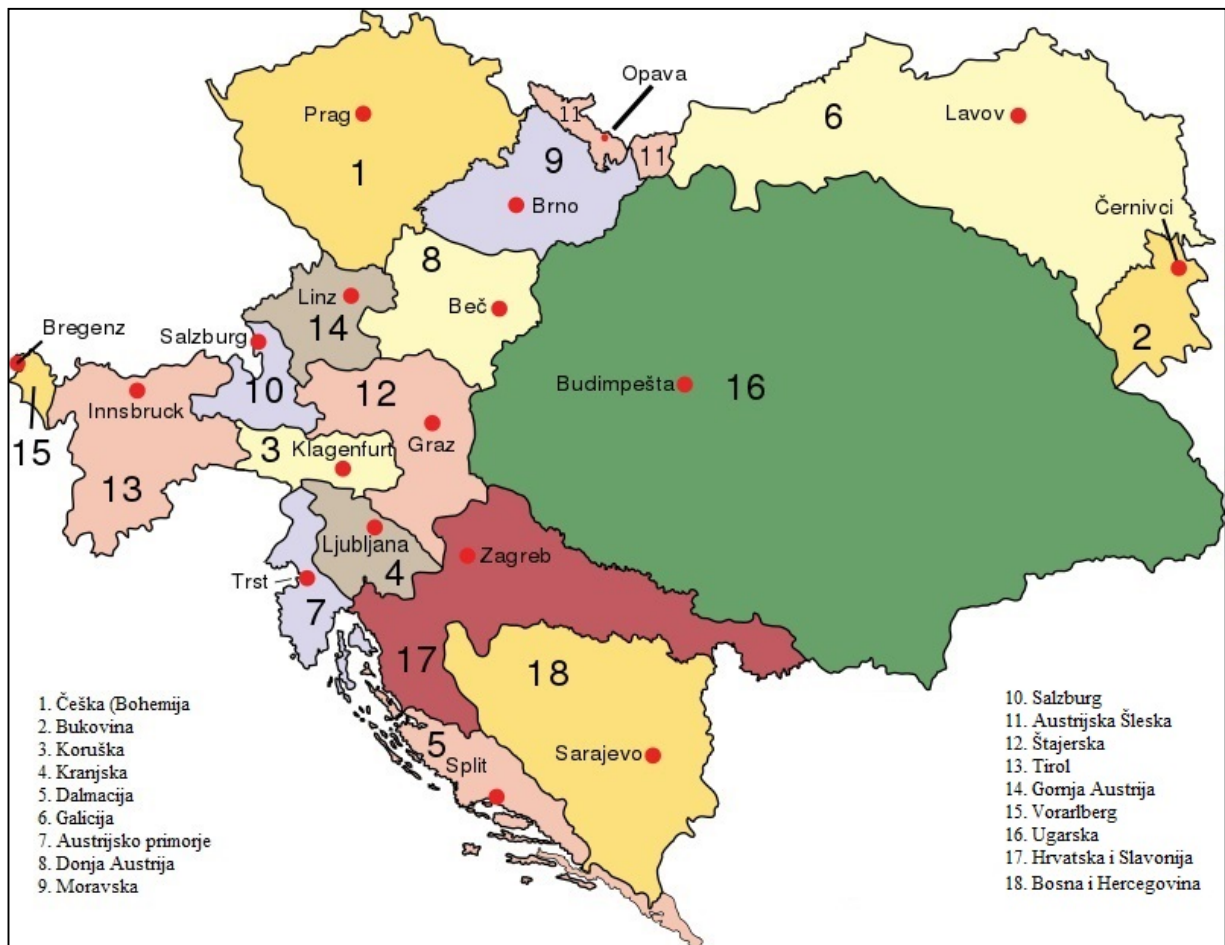 Opava
Prag
11
6
Lavov
1
9
11
Brno
Černivci
8
Linz
Beč
Salzburg
14
Bregenz
2
10
12
Budimpešta
16
Innsbruck
Graz
15
3
Klagenfurt
13
Ljubljana
Zagreb
Trst
4
7
17
18
5
Split
Sarajevo
1. Češka (Bohemija
2. Bukovina
3. Koruška
4. Kranjska
5. Dalmacija
6. Galicija
7. Austrijsko primorje
8. Donja Austrija
9. Moravska
10. Salzburg
11. Austrijska Šleska
12. Štajerska
13. Tirol
14. Gornja Austrija
15. Vorarlberg
16. Ugarska
17. Hrvatska i Slavonija
18. Bosna i Hercegovina